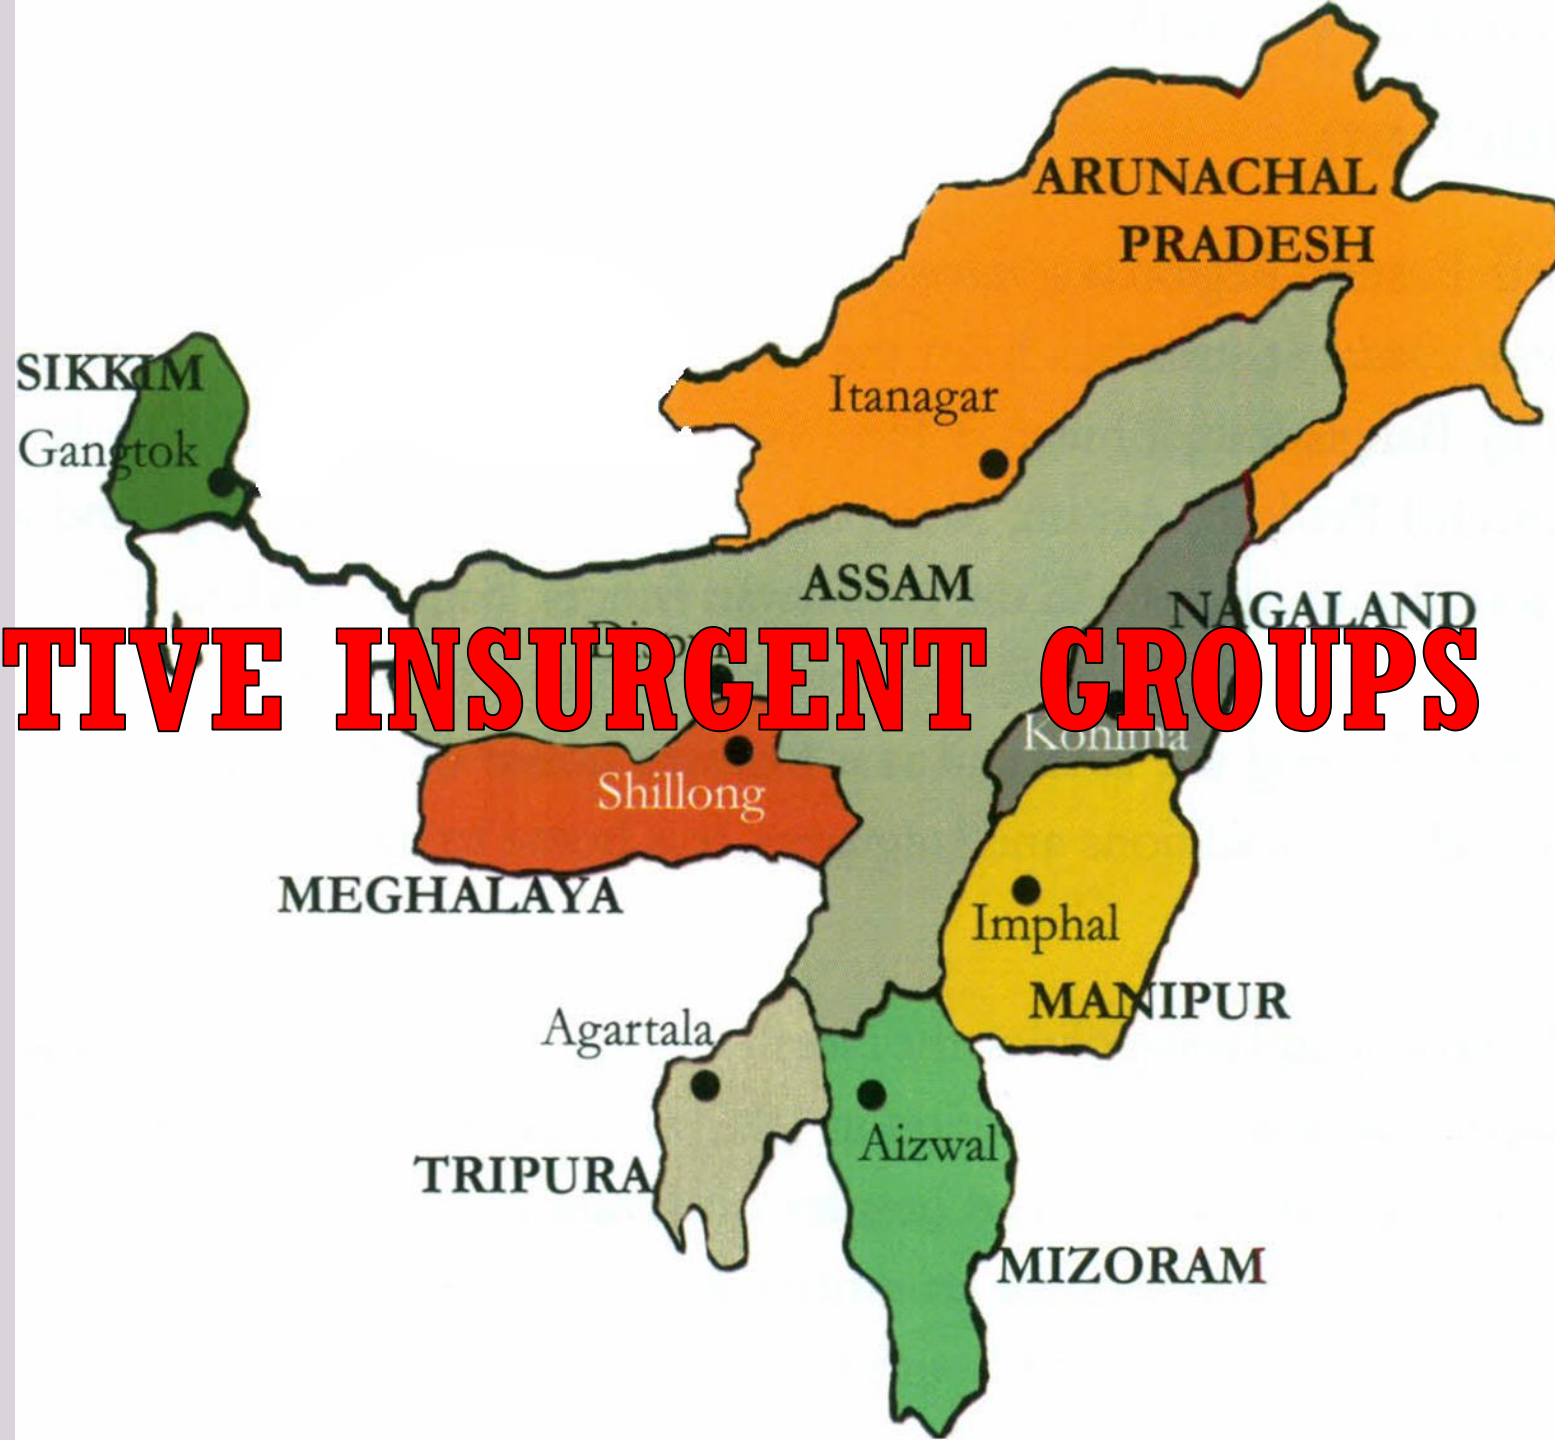 ARUNACHAL
PRADESH
SIKKIM
Itanagar
Gangtok
ASSAM
NAGALAND
TIVE INSURGENT GROUPS
Kohima
Shillong
MEGHALAYA
Imphal
MANIPUR
Agartala
Aizwal
TRIPURA
MIZORAM